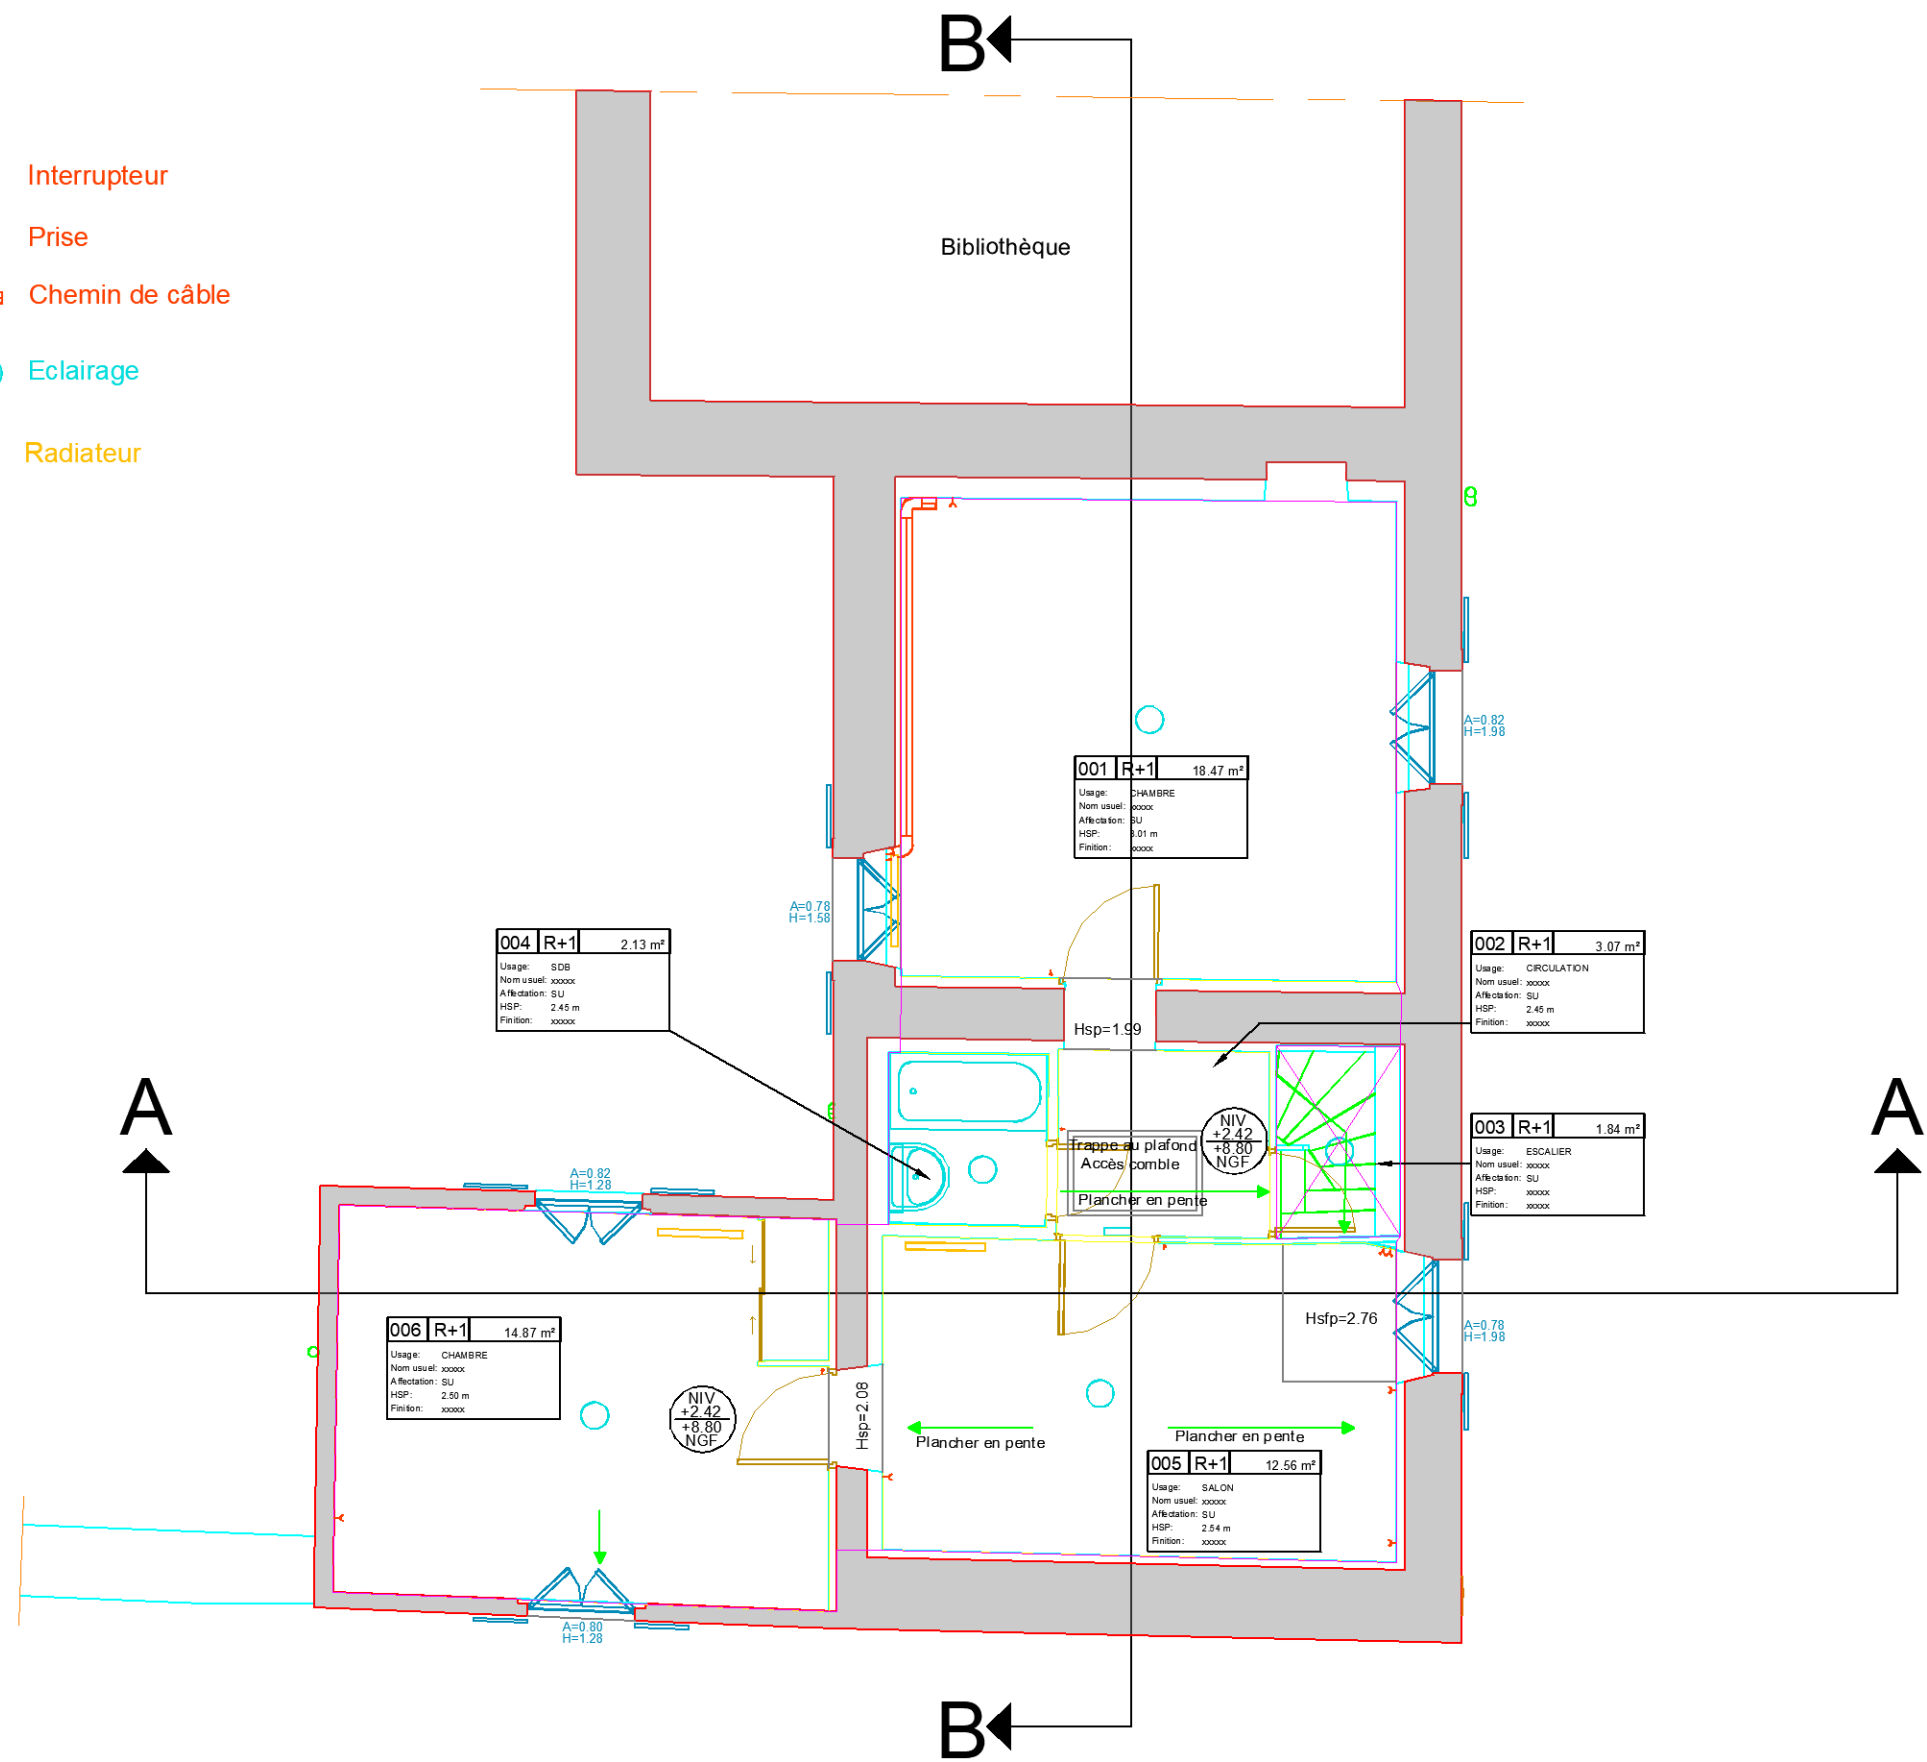 B
Interrupteur
Prise
Chemin de câble
Eclairage
Radiateur
Bibliothèque
A=0.82
H=1.98
001 R+1 18.47 m²
Usage: CHAMBRE
Nom usuel: xxxxx
Affectation: SU
HSP: 3.01 m
Finition: xxxxx
A=0.78
H=1.58
004 R+1 2.13 m²
Usage: SDB
Nom usuel: xxxxx
Affectation: SU
HSP: 2.45 m
Finition: xxxxx
002 R+1 3.07 m²
Usage: CIRCULATION
Nom usuel: xxxxx
Affectation: SU
HSP: 2.45 m
Finition: xxxxx
Hsp=1.99
A
A
NIV
+2.42
+8.80
NGF
Trappe au plafond
Accès comble
Plancher en pente
003 R+1 1.84 m²
Usage: ESCALIER
Nom usuel: xxxxx
Affectation: SU
HSP: xxxxx
Finition: xxxxx
A=0.82
H=1.28
Hsfp=2.76
A=0.78
H=1.98
006 R+1 14.87 m²
Usage: CHAMBRE
Nom usuel: xxxxx
Affectation: SU
HSP: 2.50 m
Finition: xxxxx
NIV
+2.42
+8.80
NGF
Hsp=2.08
Plancher en pente
Plancher en pente
005 R+1 12.56 m²
Usage: SALON
Nom usuel: xxxxx
Affectation: SU
HSP: 2.54 m
Finition: xxxxx
A=0.80
H=1.28
B